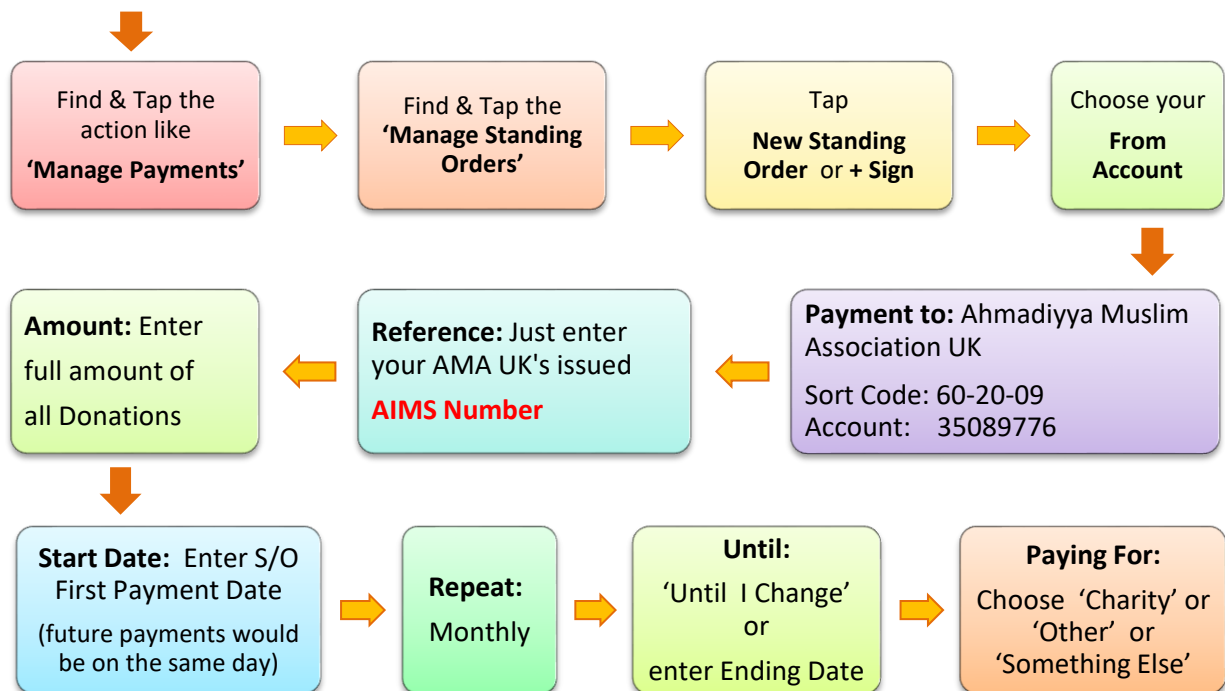 Find & Tap the
action like
‘Manage Payments’
Find & Tap the
‘Manage Standing
Orders’
Tap
New Standing
Order or + Sign
Choose your
From
Account
Payment to: Ahmadiyya Muslim
Association UK
Sort Code: 60-20-09
Account: 35089776
Reference: Just enter
your AMA UK's issued
AIMS Number
Amount: Enter
full amount of
all Donations
Start Date: Enter S/O
First Payment Date
(future payments would
be on the same day)
Repeat:
Monthly
Until:
‘Until I Change’
or
enter Ending Date
Paying For:
Choose ‘Charity’ or
‘Other’ or
‘Something Else’